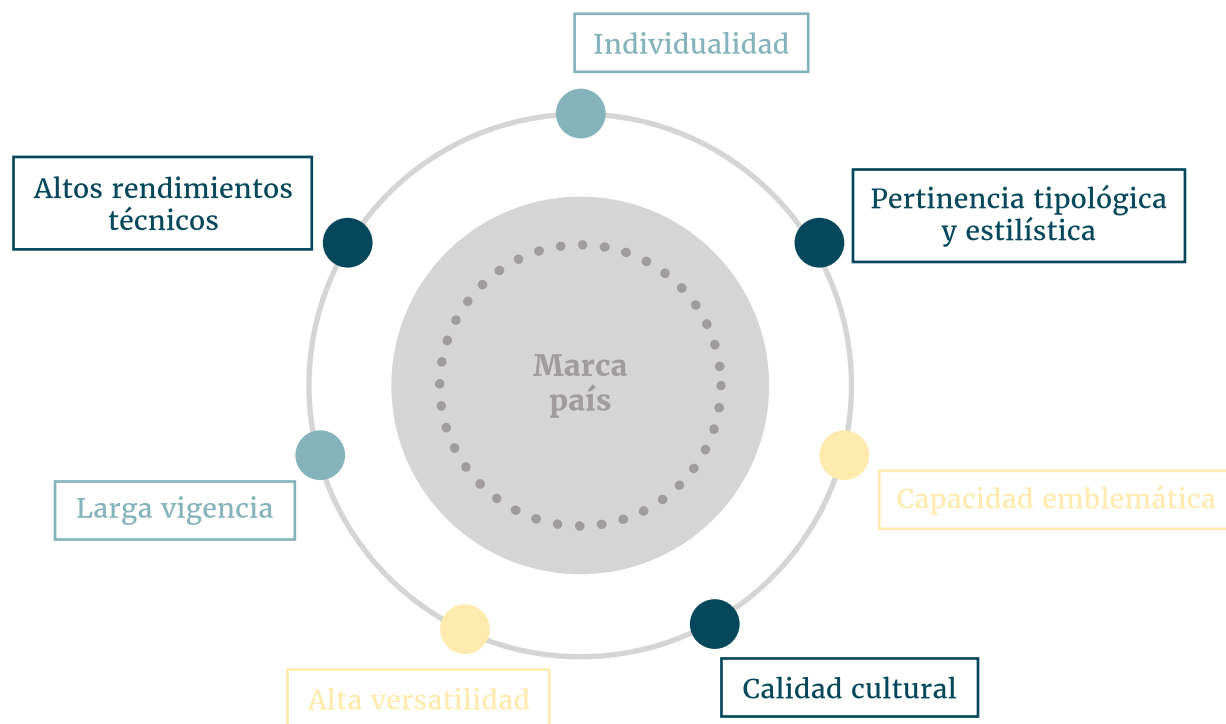 Individualidad
Altos rendimientos
técnicos
Pertinencia tipológica
y estilística
Marca
país
Larga vigencia
Capacidad emblemática
Alta versatilidad
Calidad cultural